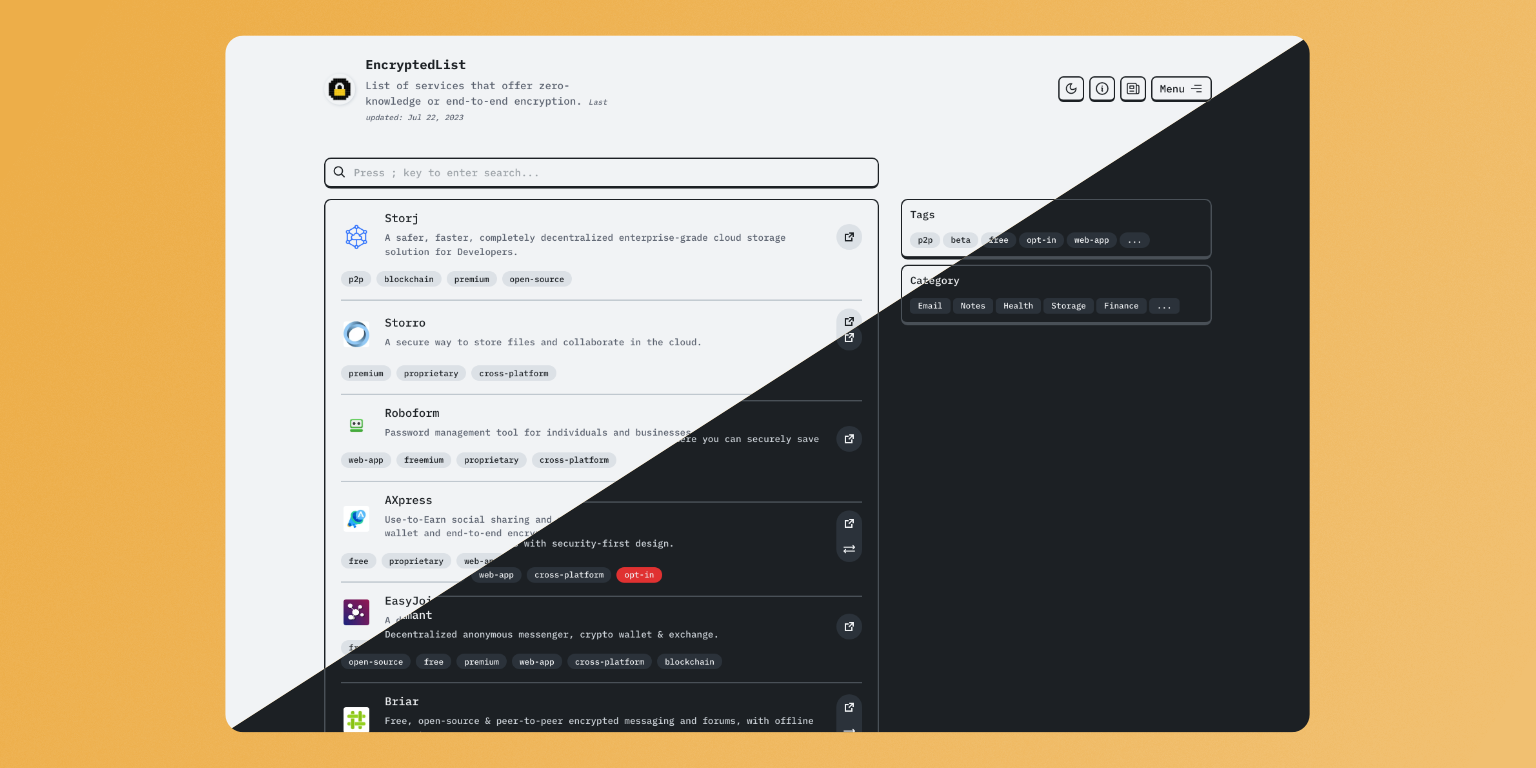 EncryptedList
List of services that offer zero-
knowledge or end-to-end encryption. Last
updated: Jul 22, 2023
Menu
Press ; key to enter search...
Storj
A safer, faster, completely decentralized enterprise-grade cloud storage
solution for Developers.
p2p blockchain premium open-source
Storro
A secure way to store files and collaborate in the cloud.
premium proprietary cross-platform
Roboform
Password management tool for individuals and businesses
you can securely save
web-app freemium proprietary cross-platform
AXpress
Use-to-Earn social sharing and
wallet and end-to-end
with security-first design.
free proprietary
web-app cross-platform opt-in
A
Decentralized anonymous messenger, crypto wallet & exchange.
open-source free premium web-app cross-platform blockchain
Briar
Free, open-source & peer-to-peer encrypted messaging and forums, with offline
Tags
p2p beta free opt-in web-app ...
Category
Email Notes Health Storage Finance ...